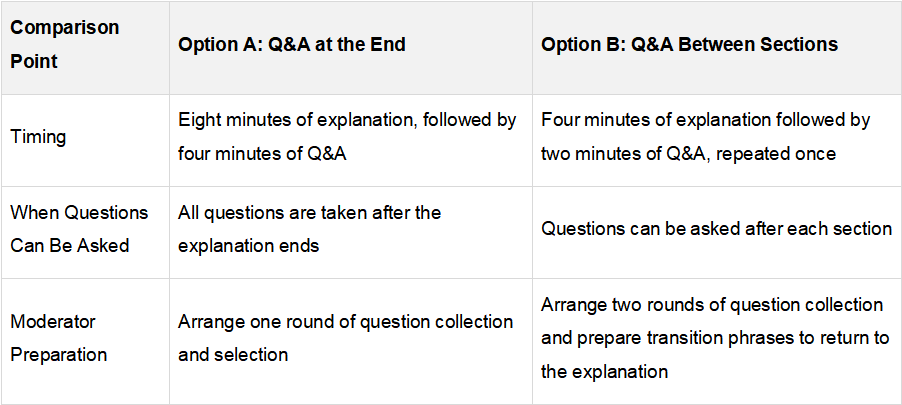 Comparison
Point
Option A: Q&A at the End
Option B: Q&A Between Sections
Timing
Eight minutes of explanation, followed by
four minutes of Q&A
Four minutes of explanation followed by
two minutes of Q&A, repeated once
When Questions
Can Be Asked
All questions are taken after the
explanation ends
Questions can be asked after each section
Moderator
Preparation
Arrange one round of question collection
and selection
Arrange two rounds of question collection
and prepare transition phrases to return to
the explanation